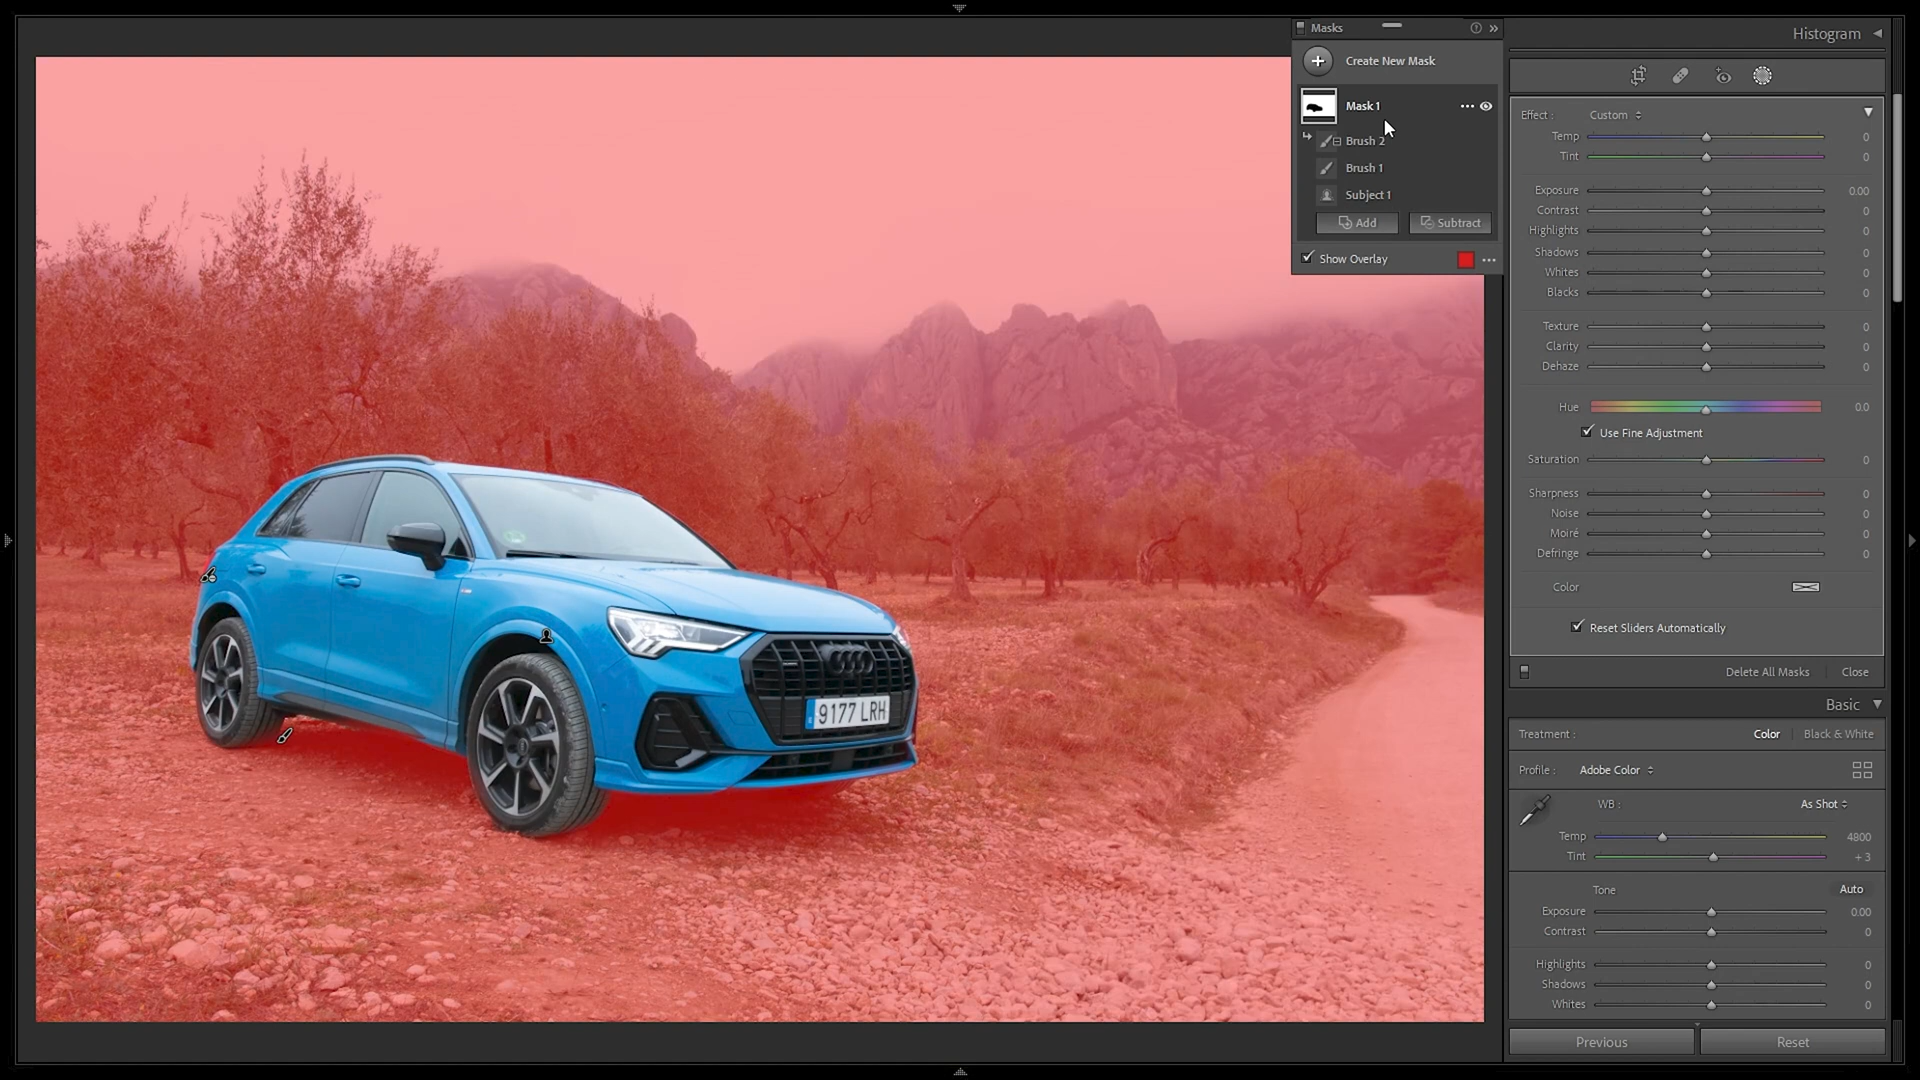 Masks
Create New Mask
Mask 1
Brush 2
Brush 1
Subject 1
Add Subtract
Show Overlay
9177 LRH
Histogram
Effect : Custom
Temp 0
Tint 0
Exposure 0.00
Contrast 0
Highlights 0
Shadows 0
Whites 0
Blacks 0
Texture 0
Clarity 0
Dehaze 0
Hue 0.0
Use Fine Adjustment
Saturation 0
Sharpness 0
Noise 0
Moiré 0
Defringe 0
Color
Reset Sliders Automatically
Delete All Masks Close
Basic
Treatment : Color Black & White
Profile : Adobe Color
WB : As Shot
Temp 4800
Tint + 3
Tone Auto
Exposure 0.00
Contrast 0
Highlights 0
Shadows 0
Whites 0
Previous Reset